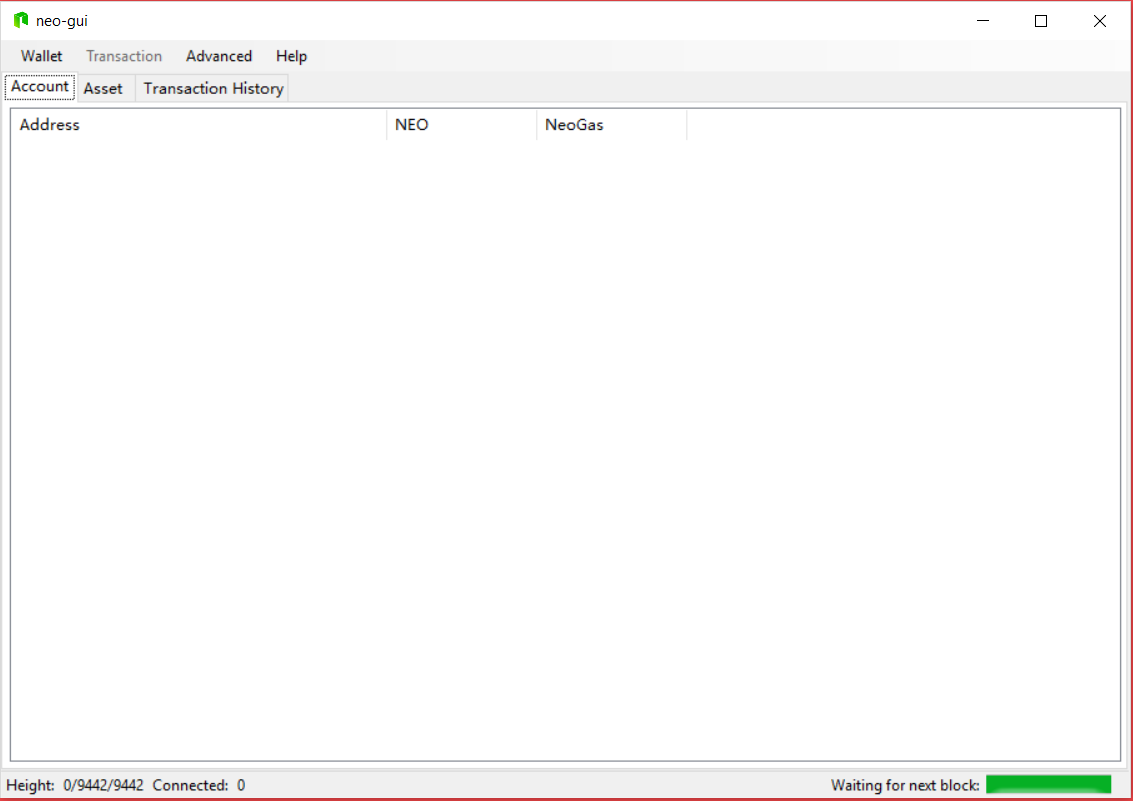 neo-gui
Wallet Transaction Advanced Help
Account Asset Transaction History
Address NEO NeoGas
Height: 0/9442/9442 Connected: 0 Waiting for next block: